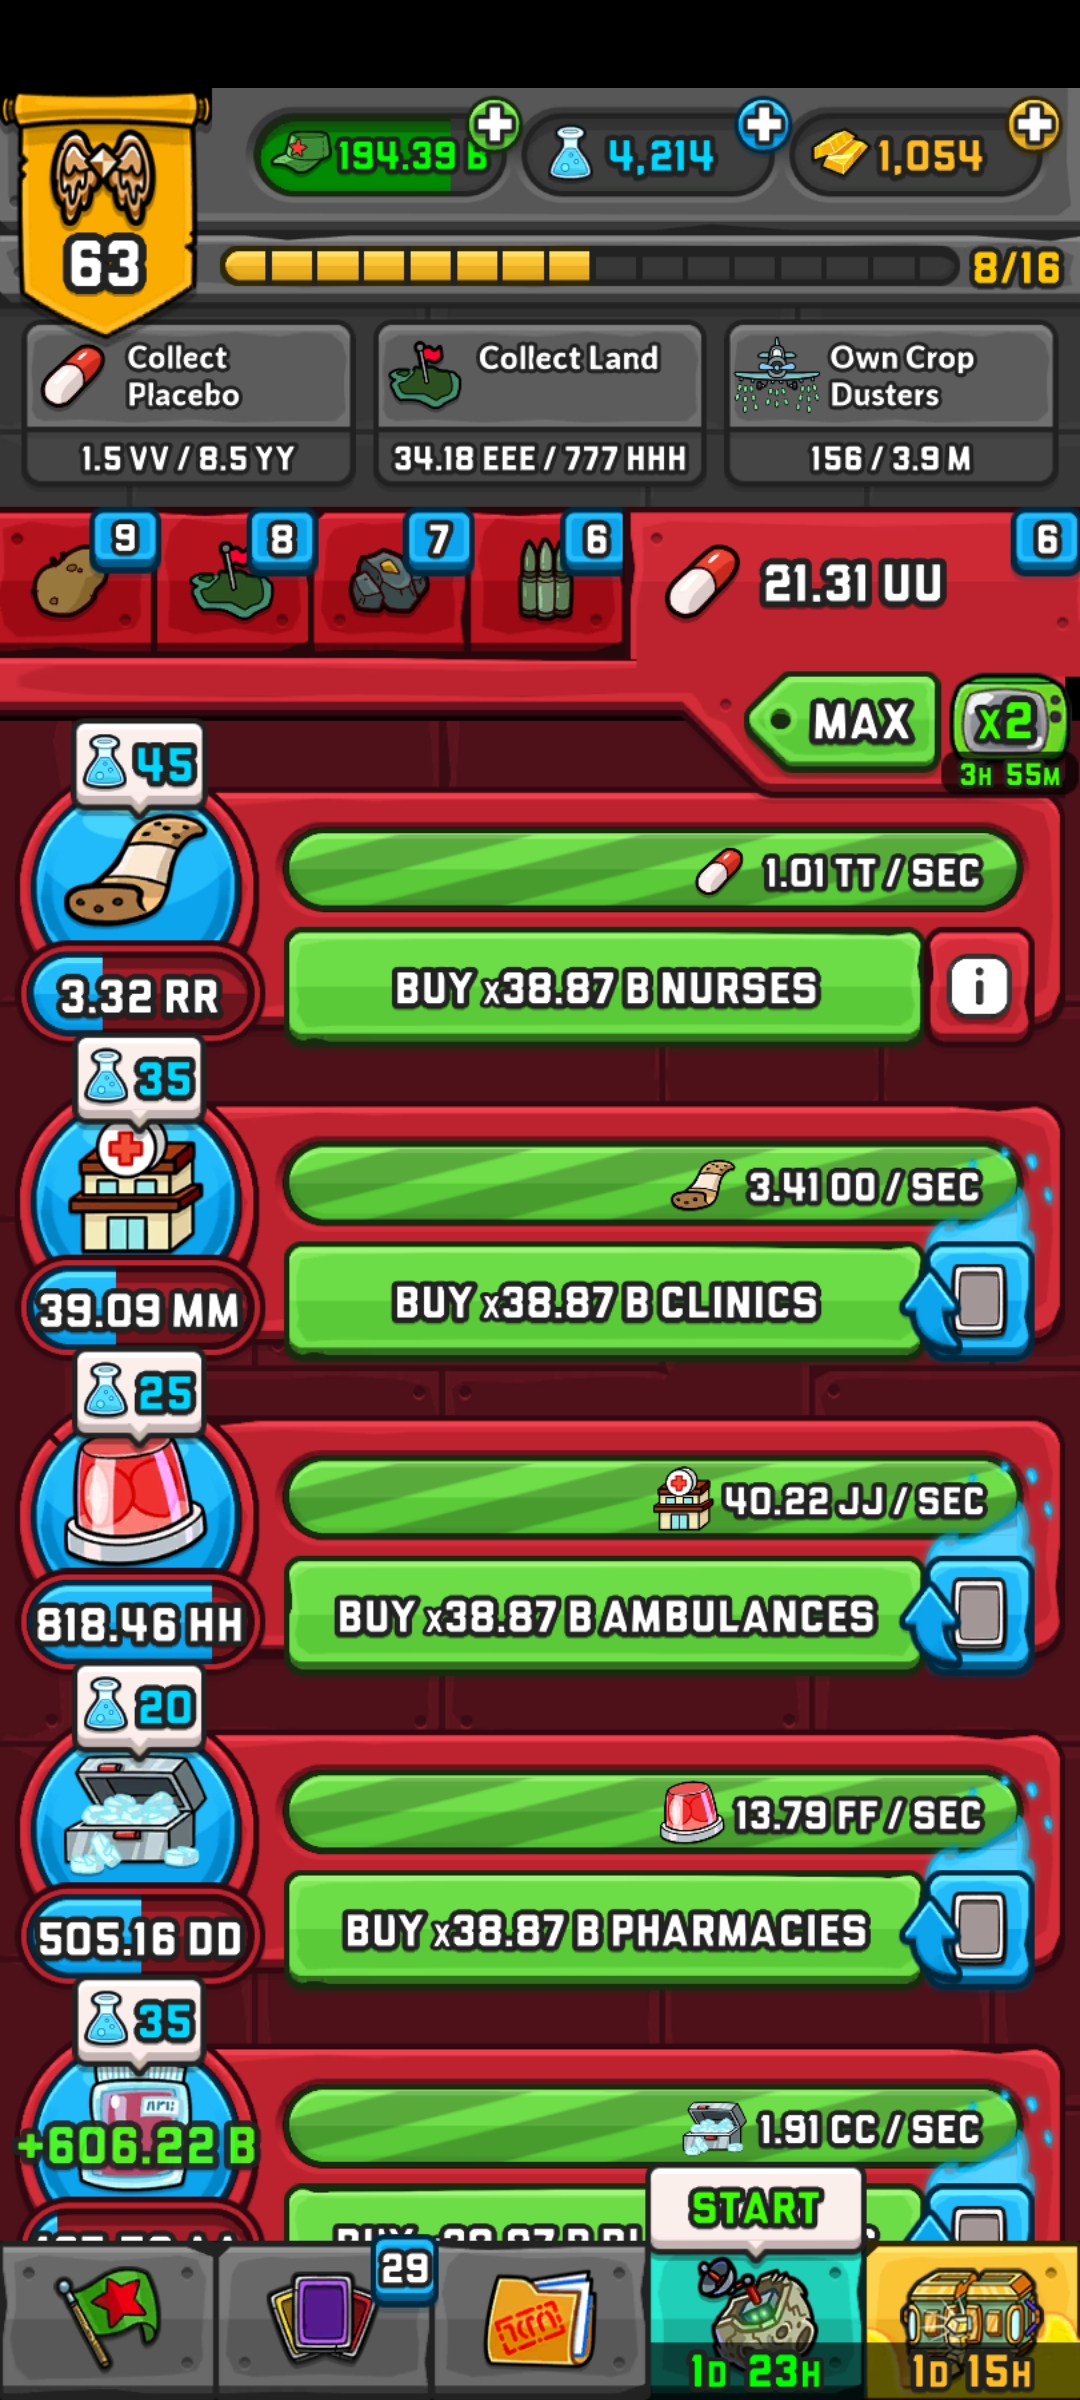 194.39 B
4,214
1,054
63
8/16
Collect
Placebo
Collect Land
Own Crop
Dusters
1.5 VV / 8.5 YY
34.18 EEE / 777 HHH
156 / 3.9 M
9
8
7
6
6
21.31 UU
MAX
X2
3H 55M
45
1.01 TT / SEC
3.32 RR
BUY x38.87 B NURSES
i
35
3.41 OO / SEC
39.09 MM
BUY x38.87 B CLINICS
25
40.22 JJ / SEC
818.46 HH
BUY x38.87 B AMBULANCES
20
13.79 FF / SEC
505.16 DD
BUY x38.87 B PHARMACIES
35
1.91 CC / SEC
+606.22 B
START
29
1D 23H
1D 15H